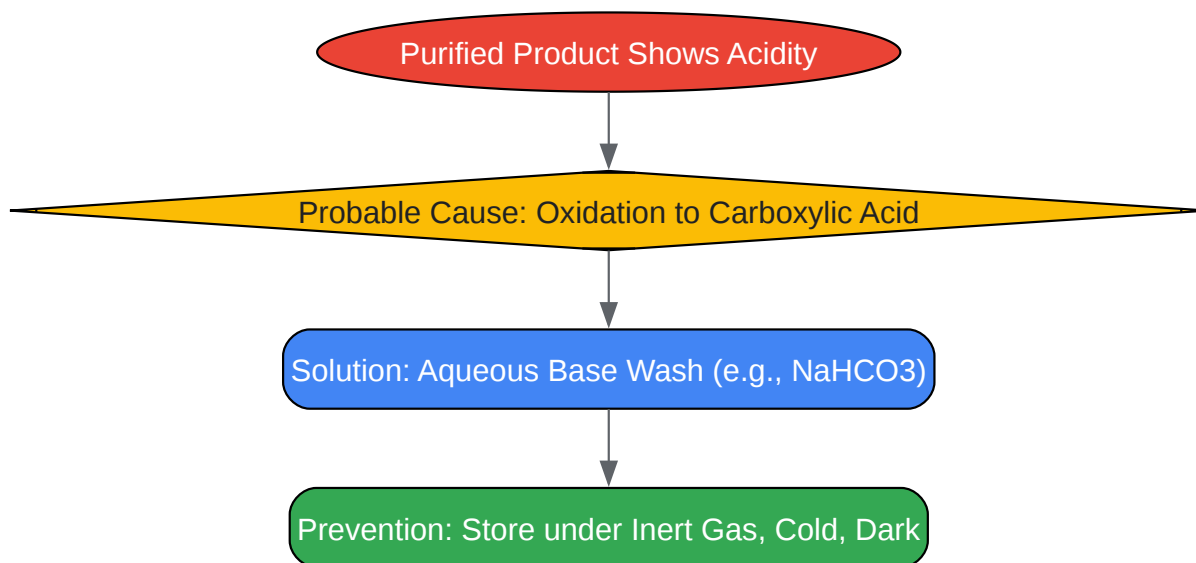 Purified Product Shows Acidity
Probable Cause: Oxidation to Carboxylic Acid
Solution: Aqueous Base Wash (e.g., NaHCO3)
Prevention: Store under Inert Gas, Cold, Dark